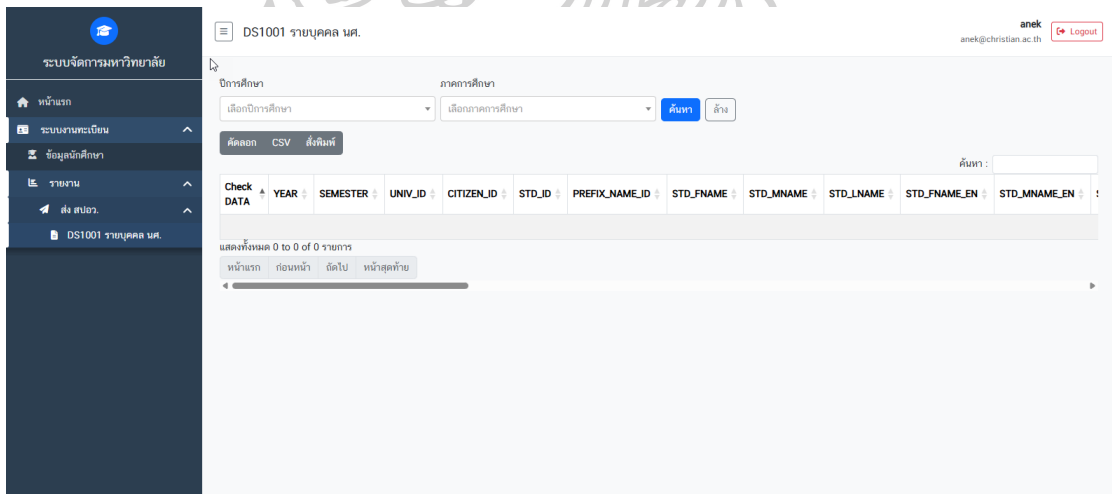 ระบบจัดการมหาวิทยาลัย
หน้าแรก
ระบบงานทะเบียน
ข้อมูลนักศึกษา
รายงาน
ส่ง สปอว.
DS1001 รายบุคคล นศ.
DS1001 รายบุคคล นศ.
anek
anek@christian.ac.th
Logout
ปีการศึกษา ภาคการศึกษา
เลือกปีการศึกษา เลือกภาคการศึกษา ค้นหา ล้าง
คัดลอก CSV สั่งพิมพ์
ค้นหา :
Check DATA YEAR SEMESTER UNIV_ID CITIZEN_ID STD_ID PREFIX_NAME_ID STD_FNAME STD_MNAME STD_LNAME STD_FNAME_EN STD_MNAME_EN
แสดงทั้งหมด 0 to 0 of 0 รายการ
หน้าแรก ก่อนหน้า ถัดไป หน้าสุดท้าย